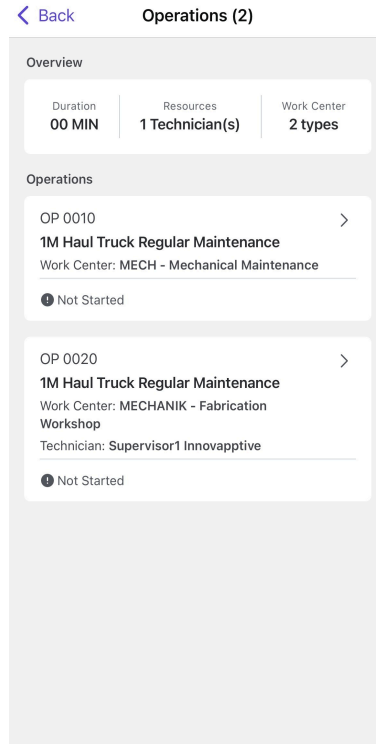 Back
Operations (2)
Overview
Duration
00 MIN
Resources
1 Technician(s)
Work Center
2 types
Operations
OP 0010
1M Haul Truck Regular Maintenance
Work Center: MECH - Mechanical Maintenance
Not Started
OP 0020
1M Haul Truck Regular Maintenance
Work Center: MECHANIK - Fabrication
Workshop
Technician: Supervisor1 Innovapptive
Not Started